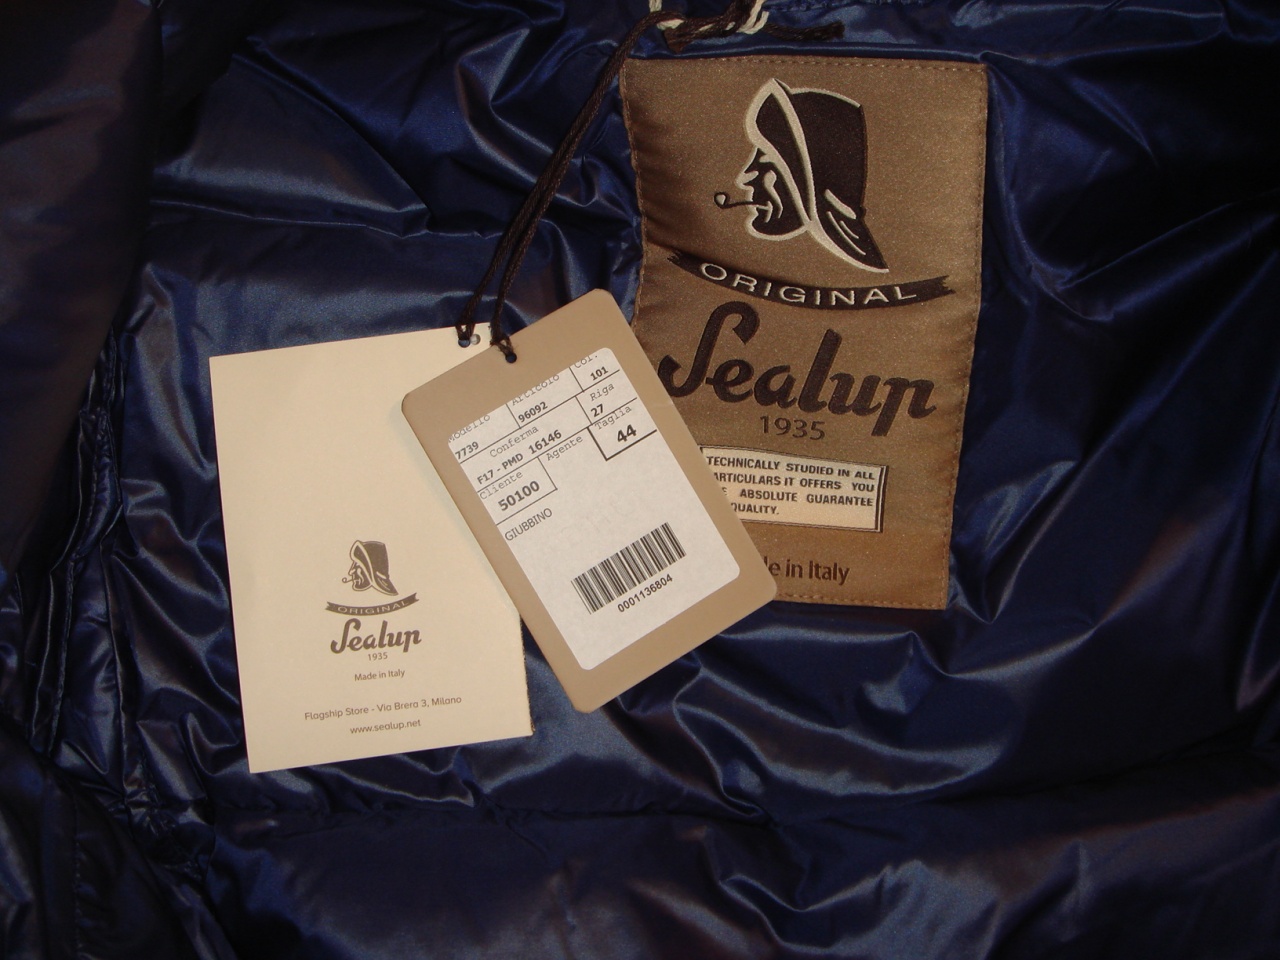 ORIGINAL
Sealup
1935
TECHNICALLY STUDIED IN ALL
ARTICULARS IT OFFERS YOU
ABSOLUTE GUARANTEE
QUALITY.
in Italy
Modello Articolo Col.
7739 96092 101
Conferma Riga
F17 - PMD 16146 27
Cliente Agente Taglia
50100 44
GIUBBINO
0001136804
ORIGINAL
Sealup
1935
Made in Italy
Flagship Store - Via Brera 3, Milano
www.sealup.net